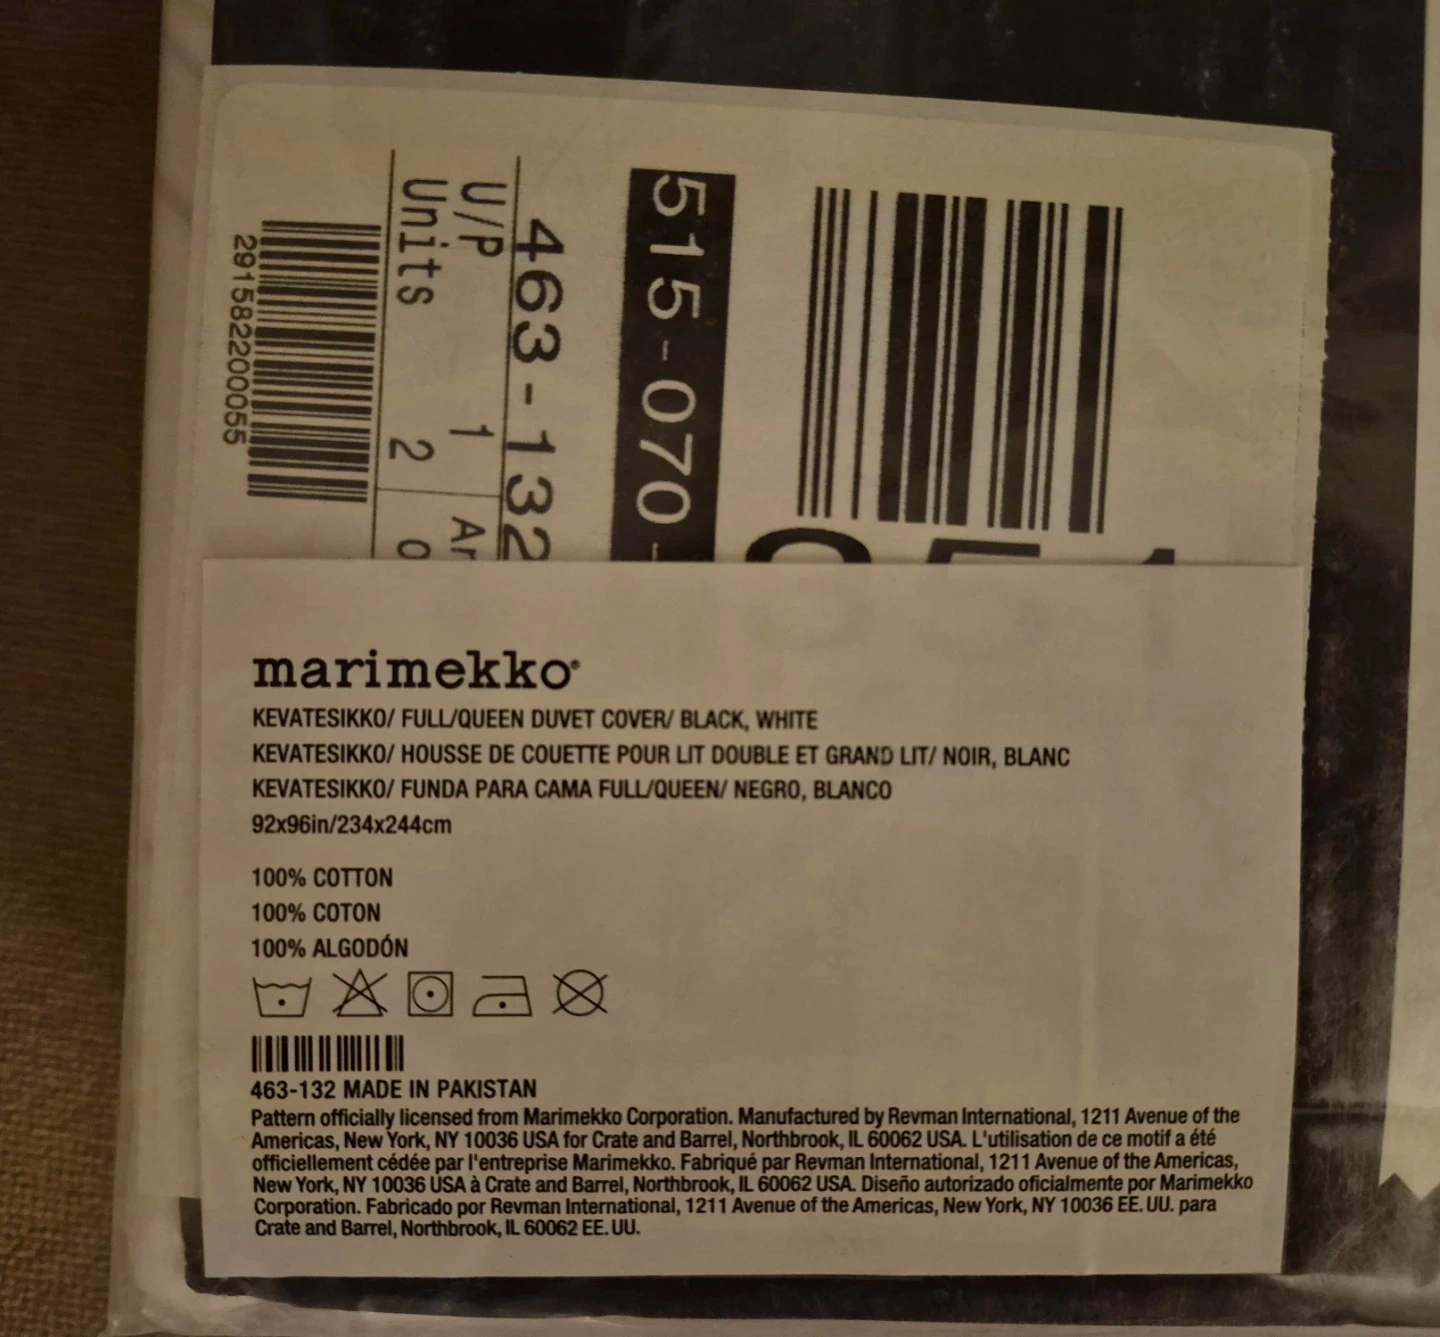 515-070-
463-132
U/P 1 Ar
Units 2 0
291582200055
marimekko®
KEVATESIKKO/ FULL/QUEEN DUVET COVER/ BLACK, WHITE
KEVATESIKKO/ HOUSSE DE COUETTE POUR LIT DOUBLE ET GRAND LIT/ NOIR, BLANC
KEVATESIKKO/ FUNDA PARA CAMA FULL/QUEEN/ NEGRO, BLANCO
92x96in/234x244cm
100% COTTON
100% COTON
100% ALGODÓN
463-132 MADE IN PAKISTAN
Pattern officially licensed from Marimekko Corporation. Manufactured by Revman International, 1211 Avenue of the
Americas, New York, NY 10036 USA for Crate and Barrel, Northbrook, IL 60062 USA. L'utilisation de ce motif a été
officiellement cédée par l'entreprise Marimekko. Fabriqué par Revman International, 1211 Avenue of the Americas,
New York, NY 10036 USA à Crate and Barrel, Northbrook, IL 60062 USA. Diseño autorizado oficialmente por Marimekko
Corporation. Fabricado por Revman International, 1211 Avenue of the Americas, New York, NY 10036 EE. UU. para
Crate and Barrel, Northbrook, IL 60062 EE. UU.